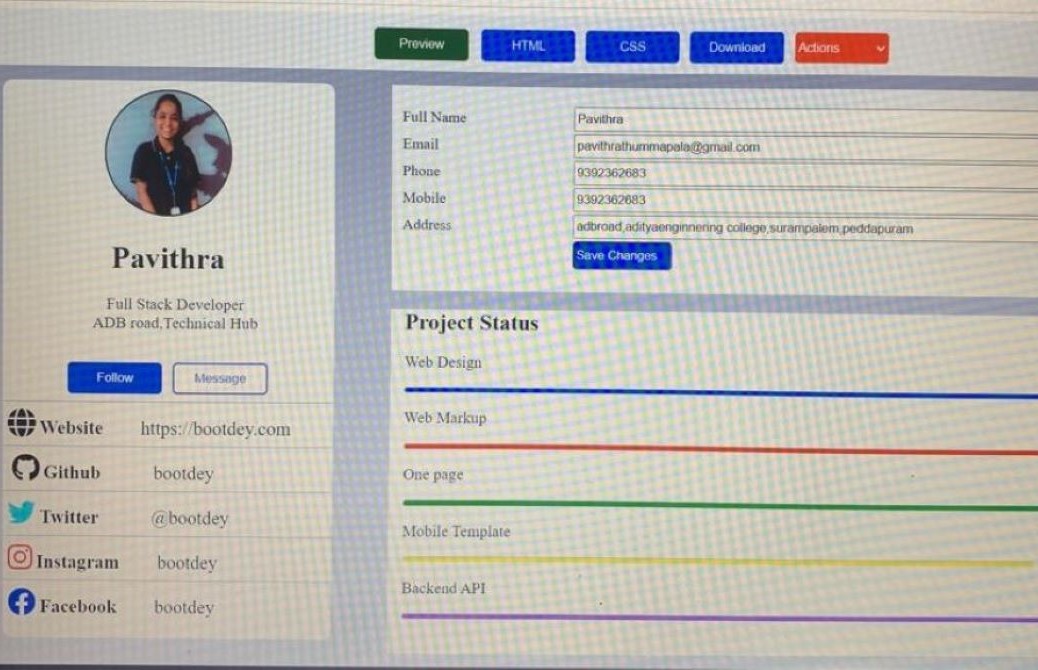 Preview HTML CSS Download Actions
Pavithra
Full Stack Developer
ADB road,Technical Hub
Follow Message
Website https://bootdey.com
Github bootdey
Twitter @bootdey
Instagram bootdey
Facebook bootdey
Full Name Pavithra
Email pavithrathummapala@gmail.com
Phone 9392362683
Mobile 9392362683
Address adbroad,adityaenginnering college,surampalem,peddapuram
Save Changes
Project Status
Web Design
Web Markup
One page
Mobile Template
Backend API